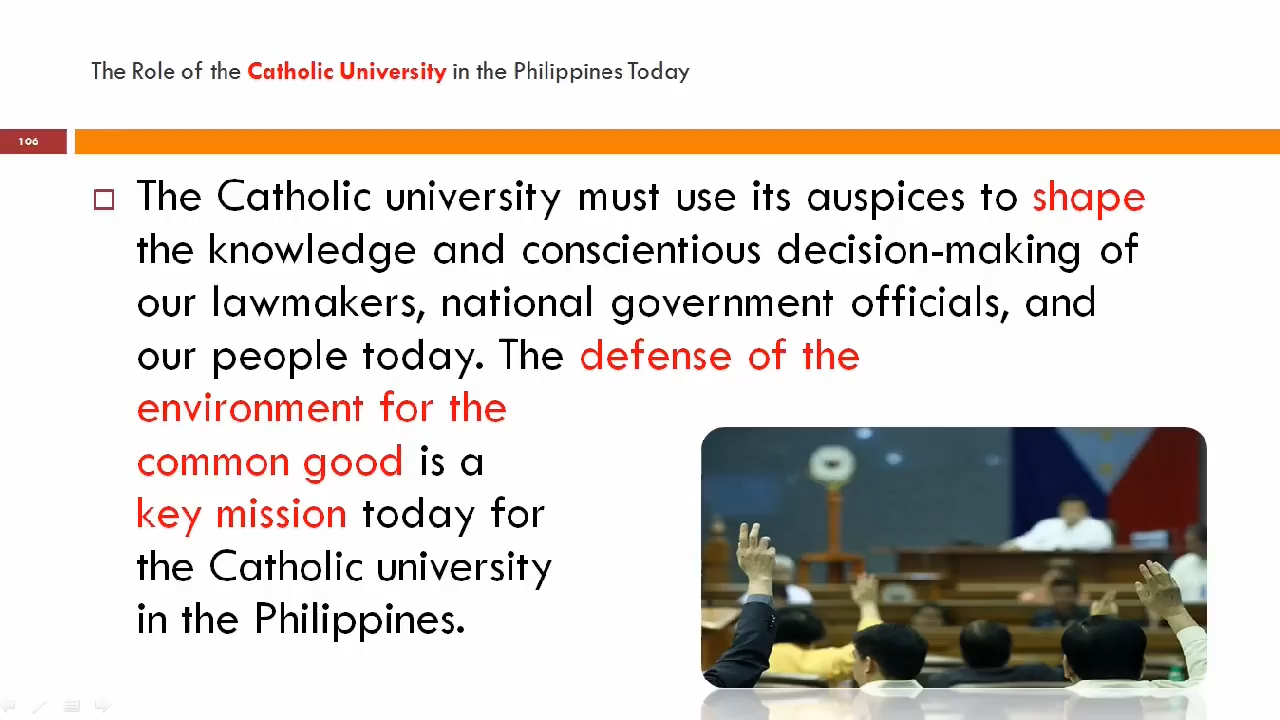 The Role of the Catholic University in the Philippines Today
106
The Catholic university must use its auspices to shape
the knowledge and conscientious decision-making of
our lawmakers, national government officials, and
our people today. The defense of the
environment for the
common good is a
key mission today for
the Catholic university
in the Philippines.